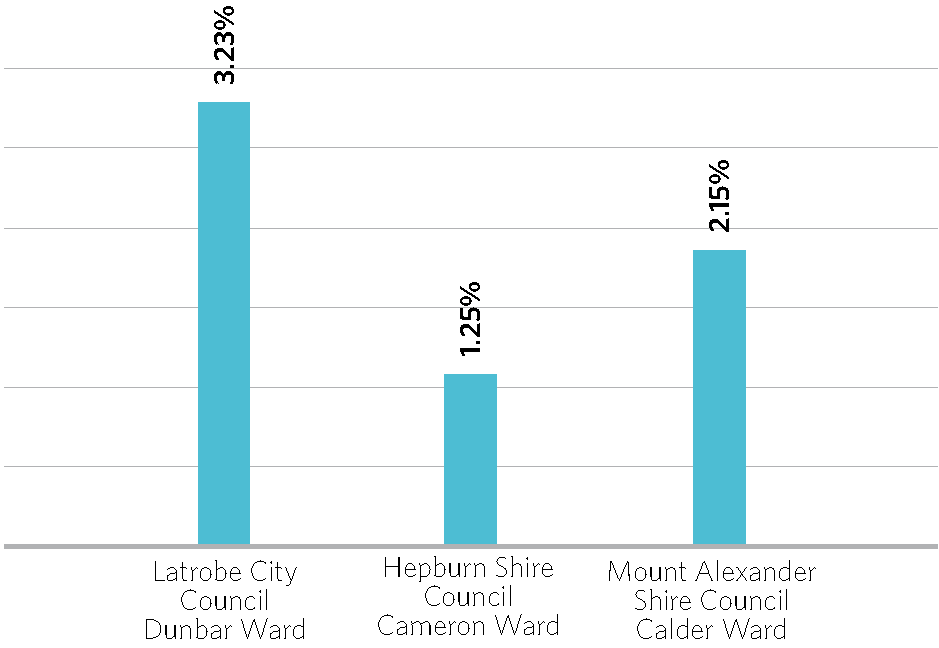 3.23%
1.25%
2.15%
Latrobe City
Council
Dunbar Ward
Hepburn Shire
Council
Cameron Ward
Mount Alexander
Shire Council
Calder Ward